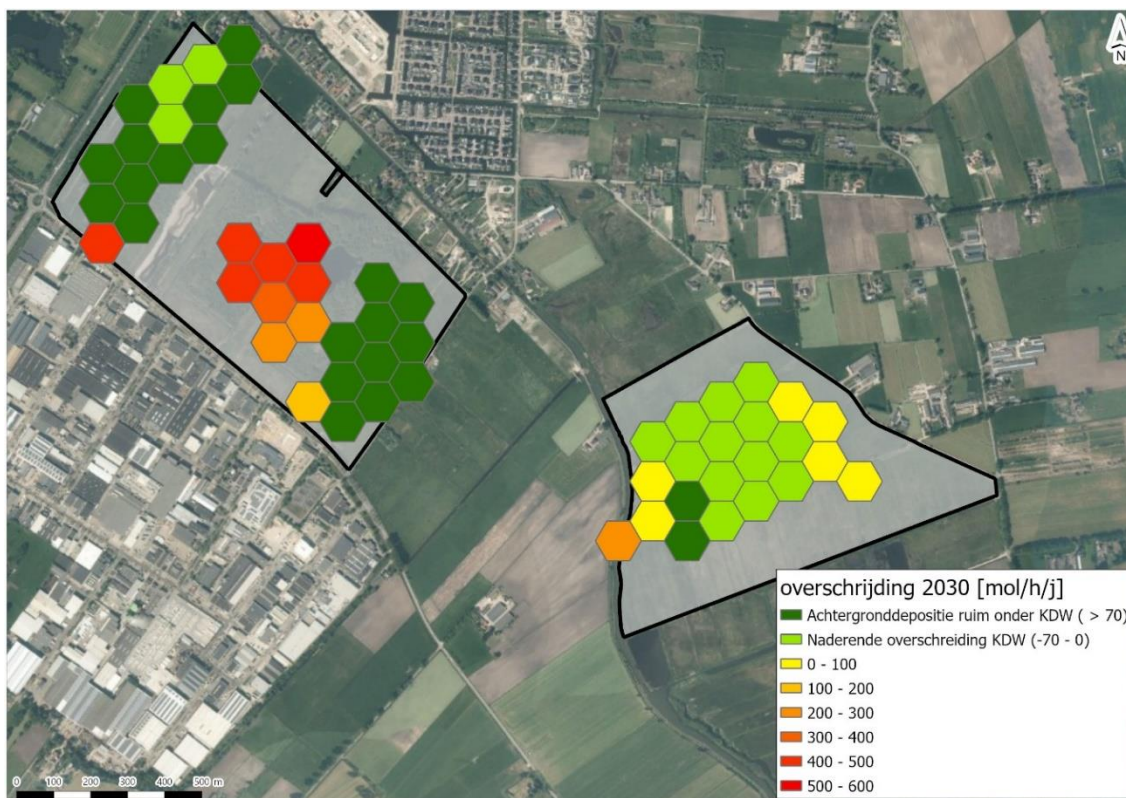 N
overschrijding 2030 [mol/h/j]
Achtergronddepositie ruim onder KDW ( > 70)
Naderende overschreiding KDW (-70 - 0)
0 - 100
100 - 200
200 - 300
300 - 400
400 - 500
500 - 600
0 100 200 300 400 500 m